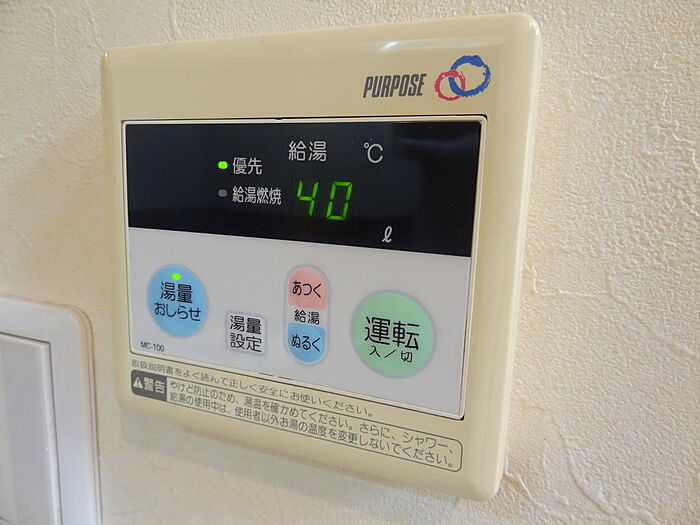 PURPOSE
給湯 ℃
優先
給湯燃焼 40
ℓ
湯量
おしらせ
湯量
設定
あつく
給湯
ぬるく
運転
入／切
MC-100
取扱説明書をよく読んで正しく安全にお使いください。
警告
やけど防止のため、湯温を確かめてください。さらに、シャワー、
給湯の使用中は、使用者以外お湯の温度を変更しないでください。